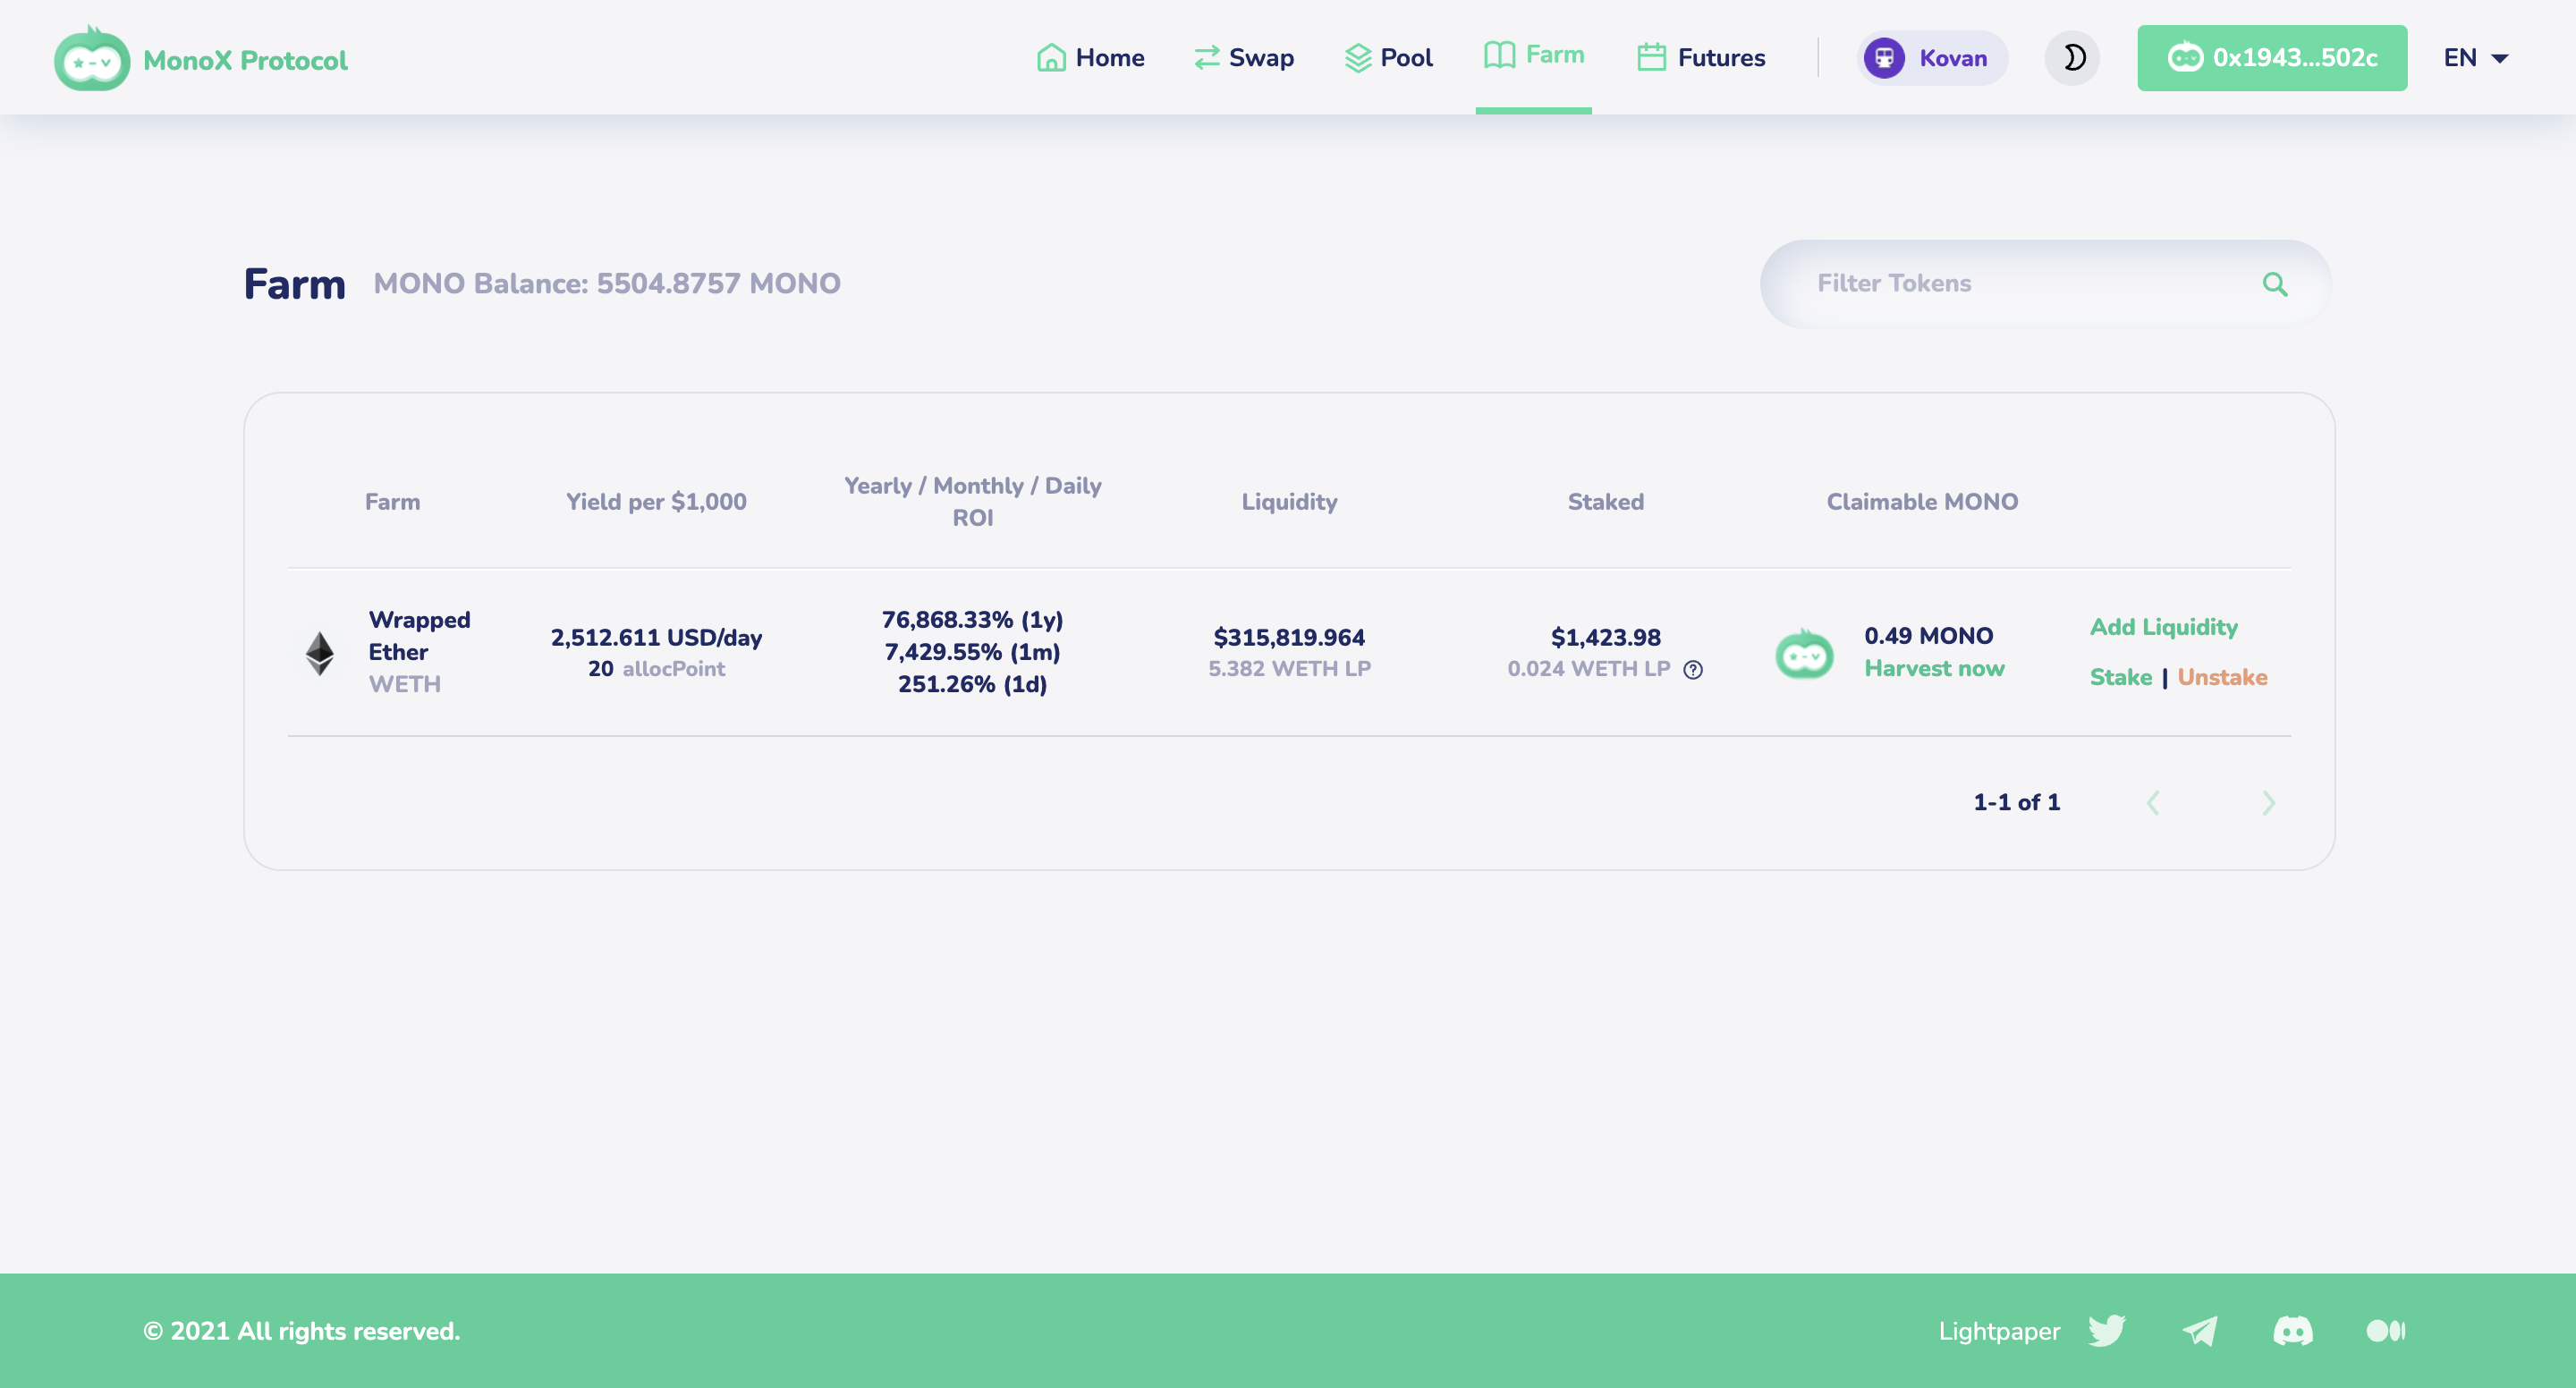 MonoX Protocol
Home
Swap
Pool
Farm
Futures
Kovan
0x1943...502c
EN
Farm
MONO Balance: 5504.8757 MONO
Filter Tokens
Farm
Yield per $1,000
Yearly / Monthly / Daily
ROI
Liquidity
Staked
Claimable MONO
Wrapped
Ether
WETH
2,512.611 USD/day
20 allocPoint
76,868.33% (1y)
7,429.55% (1m)
251.26% (1d)
$315,819.964
5.382 WETH LP
$1,423.98
0.024 WETH LP
0.49 MONO
Harvest now
Add Liquidity
Stake | Unstake
1-1 of 1
© 2021 All rights reserved.
Lightpaper